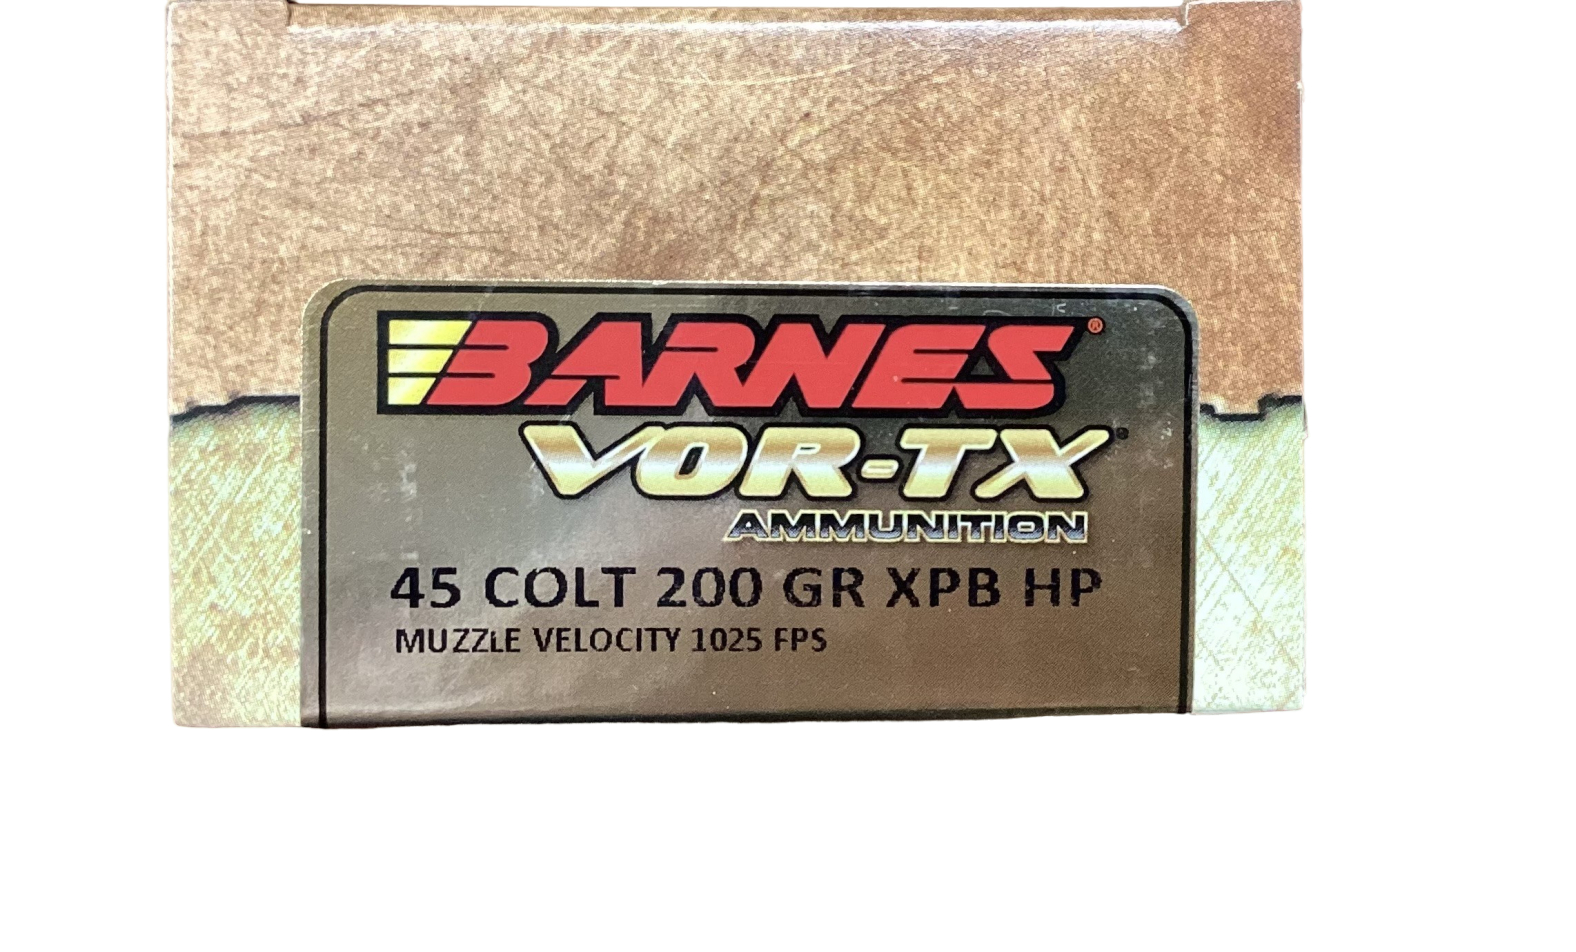 BARNES®
VOR-TX®
AMMUNITION
45 COLT 200 GR XPB HP
MUZZLE VELOCITY 1025 FPS